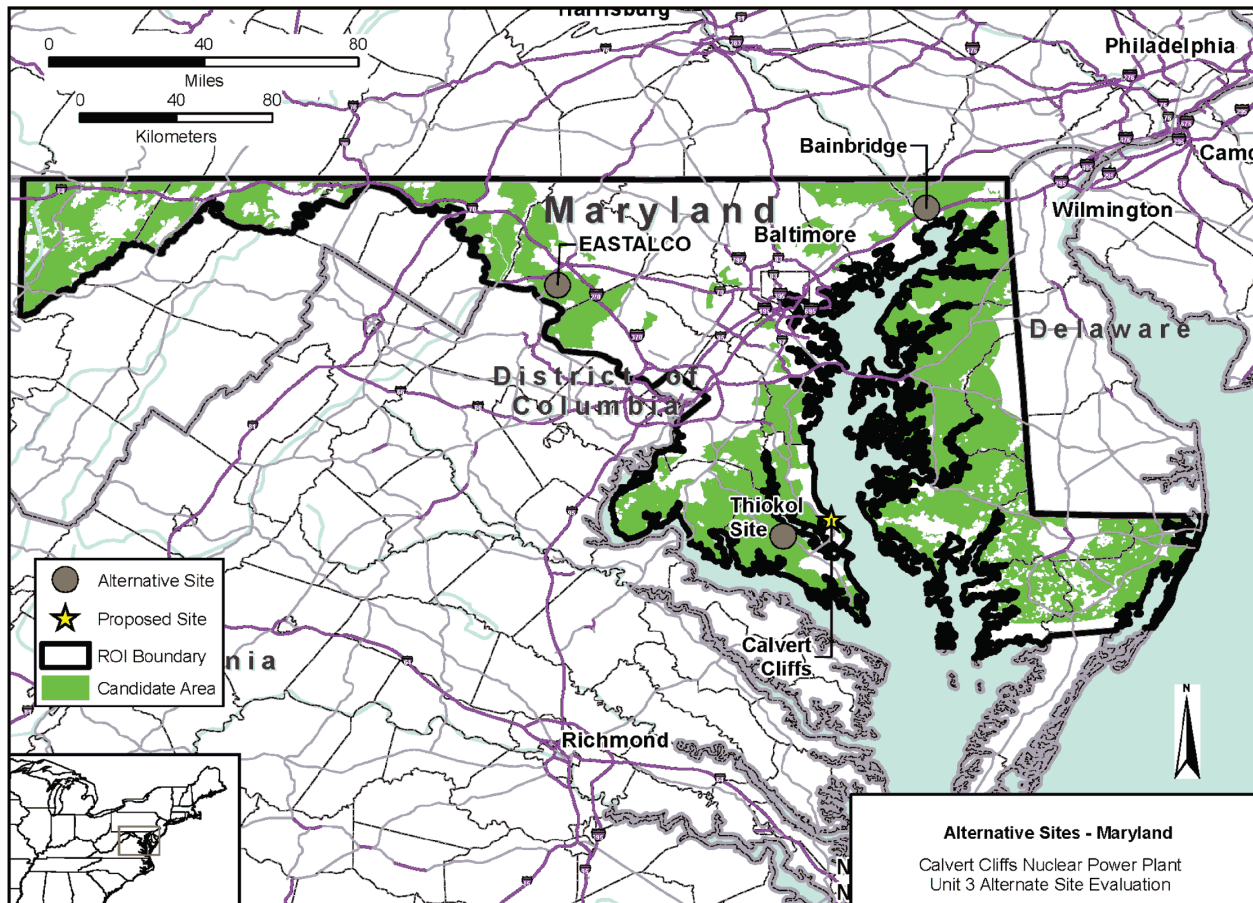 Harrisburg
0 40 80
Miles
0 40 80
Kilometers
Philadelphia
Bainbridge
Camd
Wilmington
Maryland
Baltimore
EASTALCO
Delaware
District of
Columbia
Thiokol
Site
Calvert
Cliffs
Alternative Site
Proposed Site
ROI Boundary
Candidate Area
nia
Richmond
N
N
N
Alternative Sites - Maryland
Calvert Cliffs Nuclear Power Plant
Unit 3 Alternate Site Evaluation